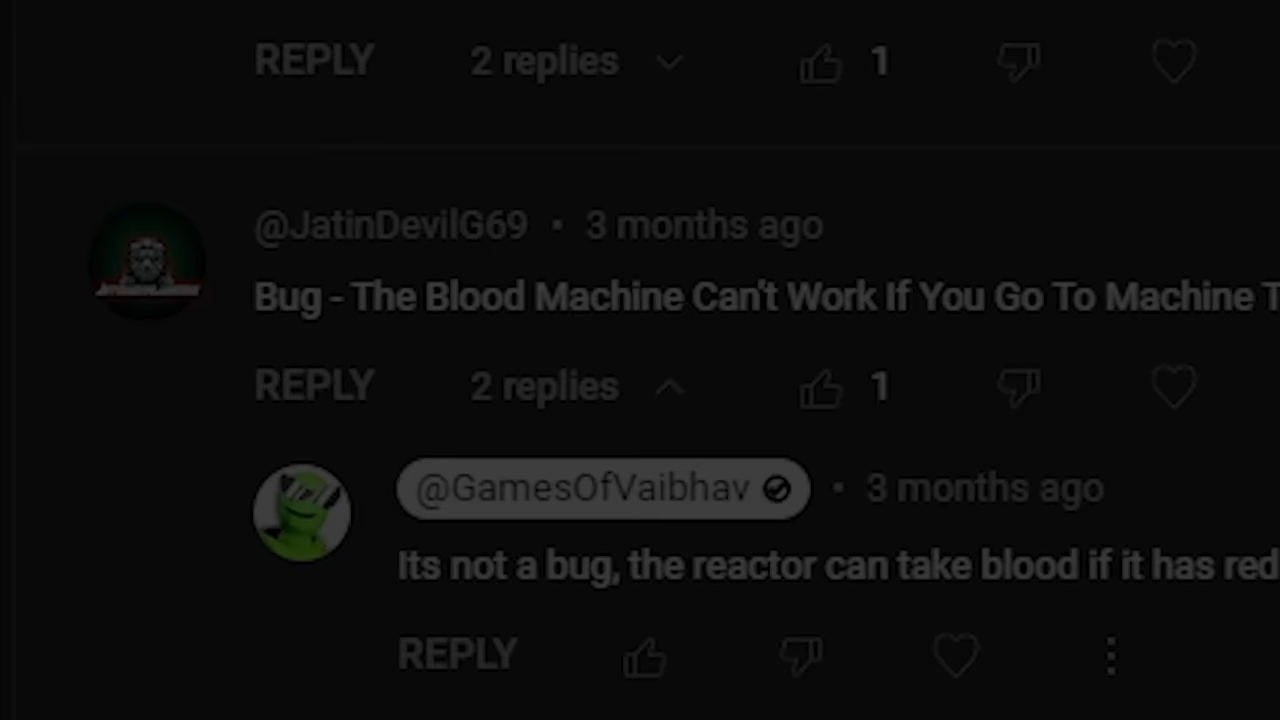 REPLY 2 replies 1
@JatinDevilG69 • 3 months ago
Bug - The Blood Machine Can't Work If You Go To Machine T
REPLY 2 replies 1
@GamesOfVaibhav • 3 months ago
Its not a bug, the reactor can take blood if it has red
REPLY